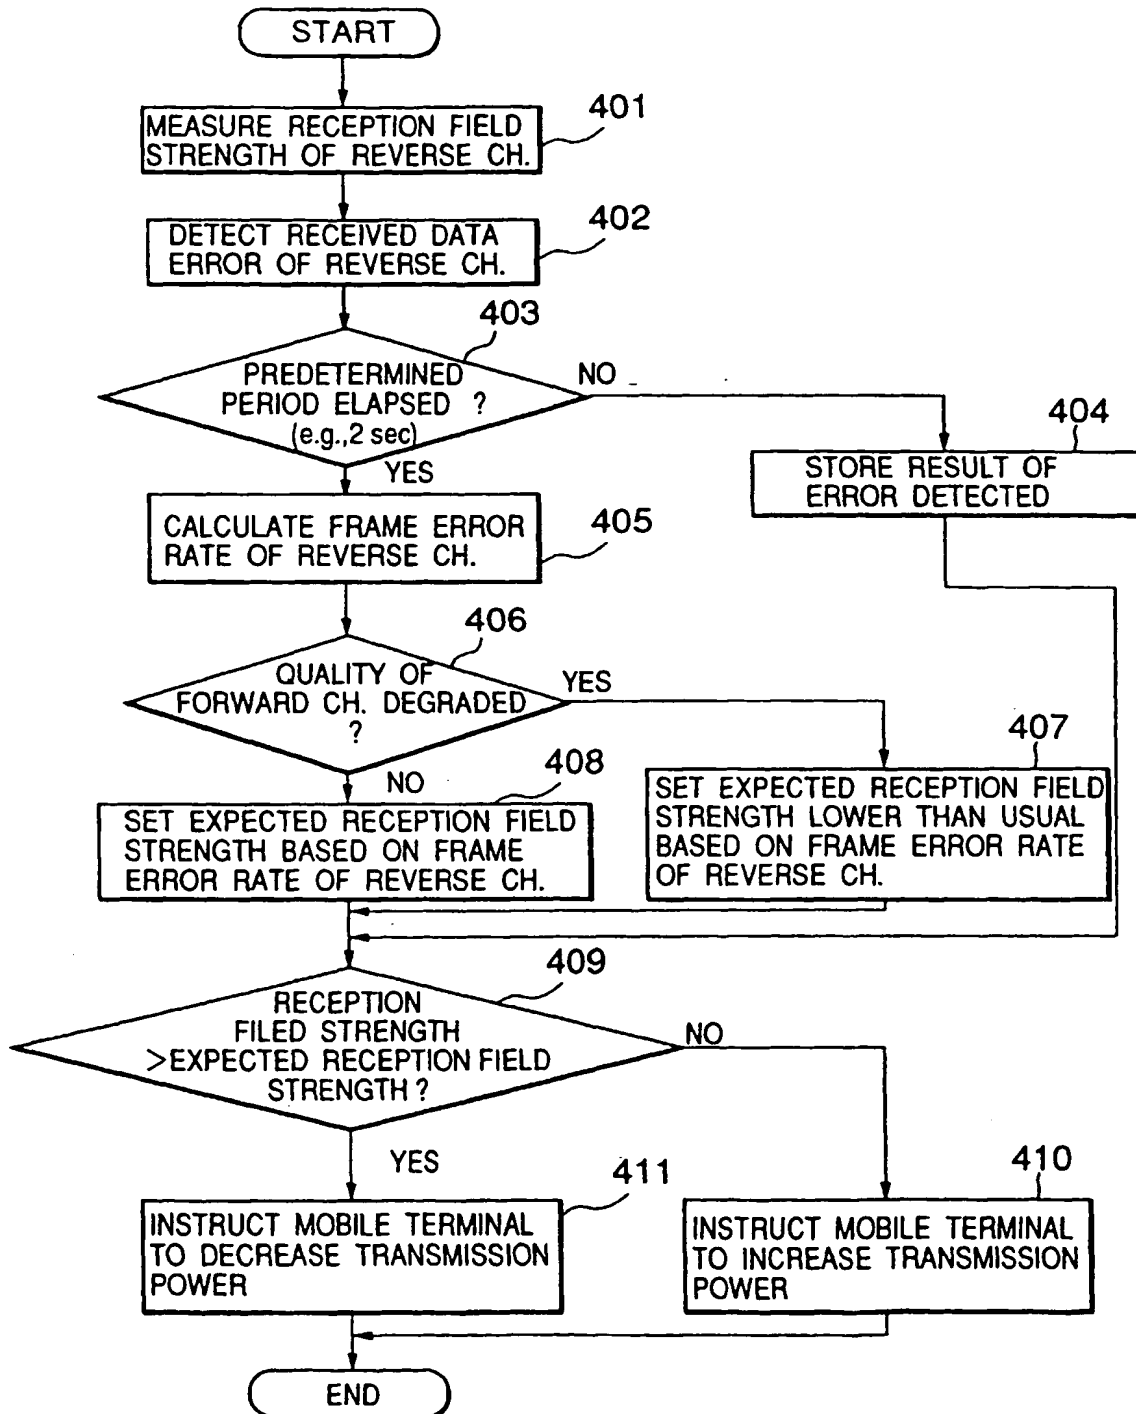 START
401
MEASURE RECEPTION FIELD
STRENGTH OF REVERSE CH.
402
DETECT RECEIVED DATA
ERROR OF REVERSE CH.
403
PREDETERMINED
PERIOD ELAPSED ?
(e.g.,2 sec)
NO
YES
404
STORE RESULT OF
ERROR DETECTED
405
CALCULATE FRAME ERROR
RATE OF REVERSE CH.
406
QUALITY OF
FORWARD CH. DEGRADED
?
YES
NO
407
SET EXPECTED RECEPTION FIELD
STRENGTH LOWER THAN USUAL
BASED ON FRAME ERROR RATE
OF REVERSE CH.
408
SET EXPECTED RECEPTION FIELD
STRENGTH BASED ON FRAME
ERROR RATE OF REVERSE CH.
409
RECEPTION
FILED STRENGTH
>EXPECTED RECEPTION FIELD
STRENGTH ?
NO
YES
411
INSTRUCT MOBILE TERMINAL
TO DECREASE TRANSMISSION
POWER
410
INSTRUCT MOBILE TERMINAL
TO INCREASE TRANSMISSION
POWER
END